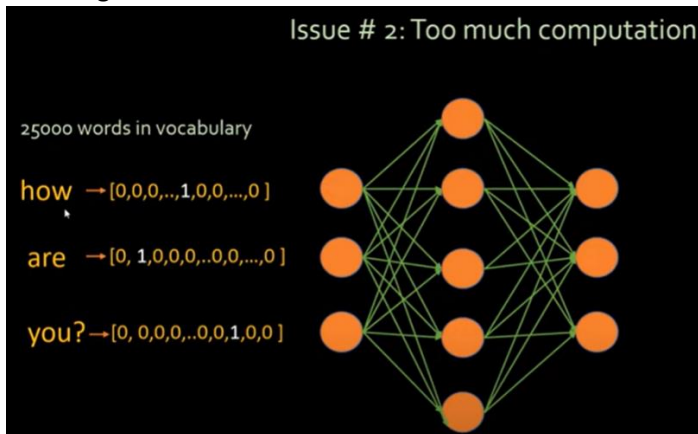 Issue # 2: Too much computation
25000 words in vocabulary
how →[0,0,0,..,1,0,0,...,0 ]
are →[0, 1,0,0,0,..0,0,...,0 ]
you?→[0, 0,0,0,..0,0,1,0,0 ]